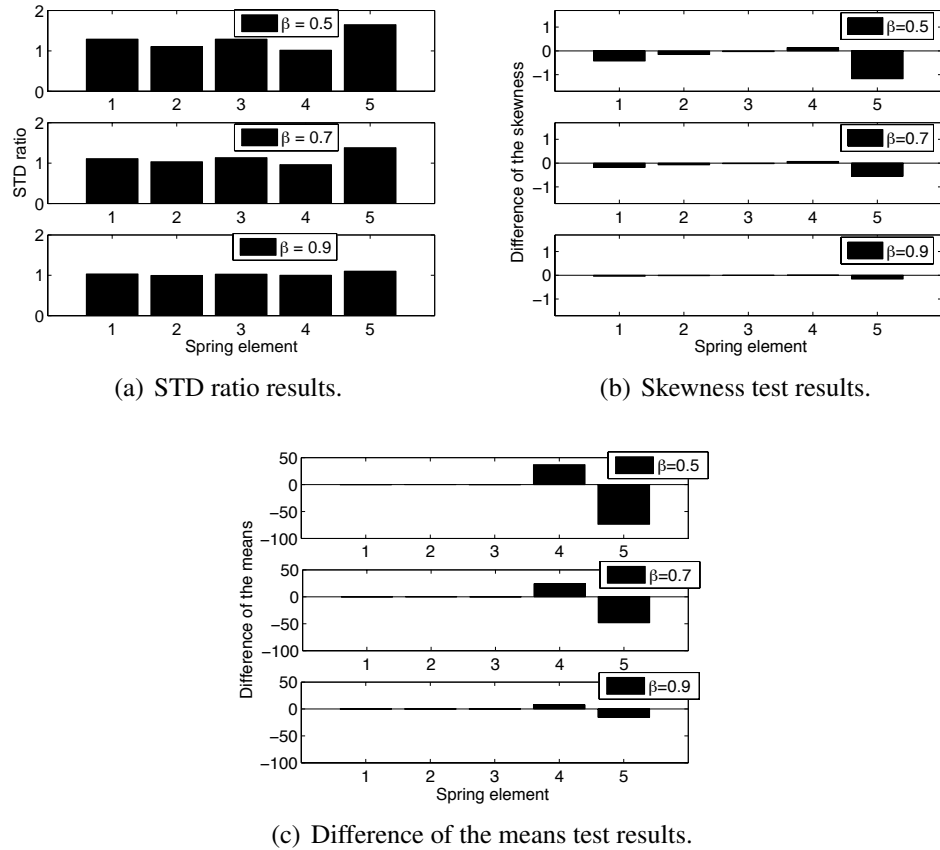 2
β = 0.5
1
0
1 2 3 4 5
2
β = 0.7
1
0
1 2 3 4 5
2
β = 0.9
1
0
1 2 3 4 5
STD ratio
Spring element
(a) STD ratio results.
β=0.5
1
0
−1
1 2 3 4 5
β=0.7
1
0
−1
1 2 3 4 5
β=0.9
1
0
−1
1 2 3 4 5
Difference of the skewness
Spring element
(b) Skewness test results.
50
β=0.5
0
−50
−100
1 2 3 4 5
50
β=0.7
0
−50
−100
1 2 3 4 5
50
β=0.9
0
−50
−100
1 2 3 4 5
Difference of the means
Spring element
(c) Difference of the means test results.